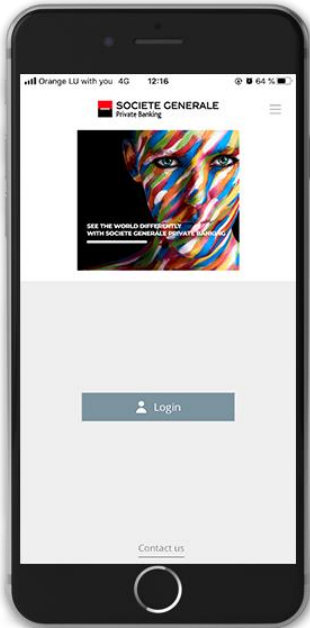 Orange LU with you 4G 12:16 64 %
SOCIETE GENERALE
Private Banking
SEE THE WORLD DIFFERENTLY
WITH SOCIETE GENERALE PRIVATE BANKING
Login
Contact us